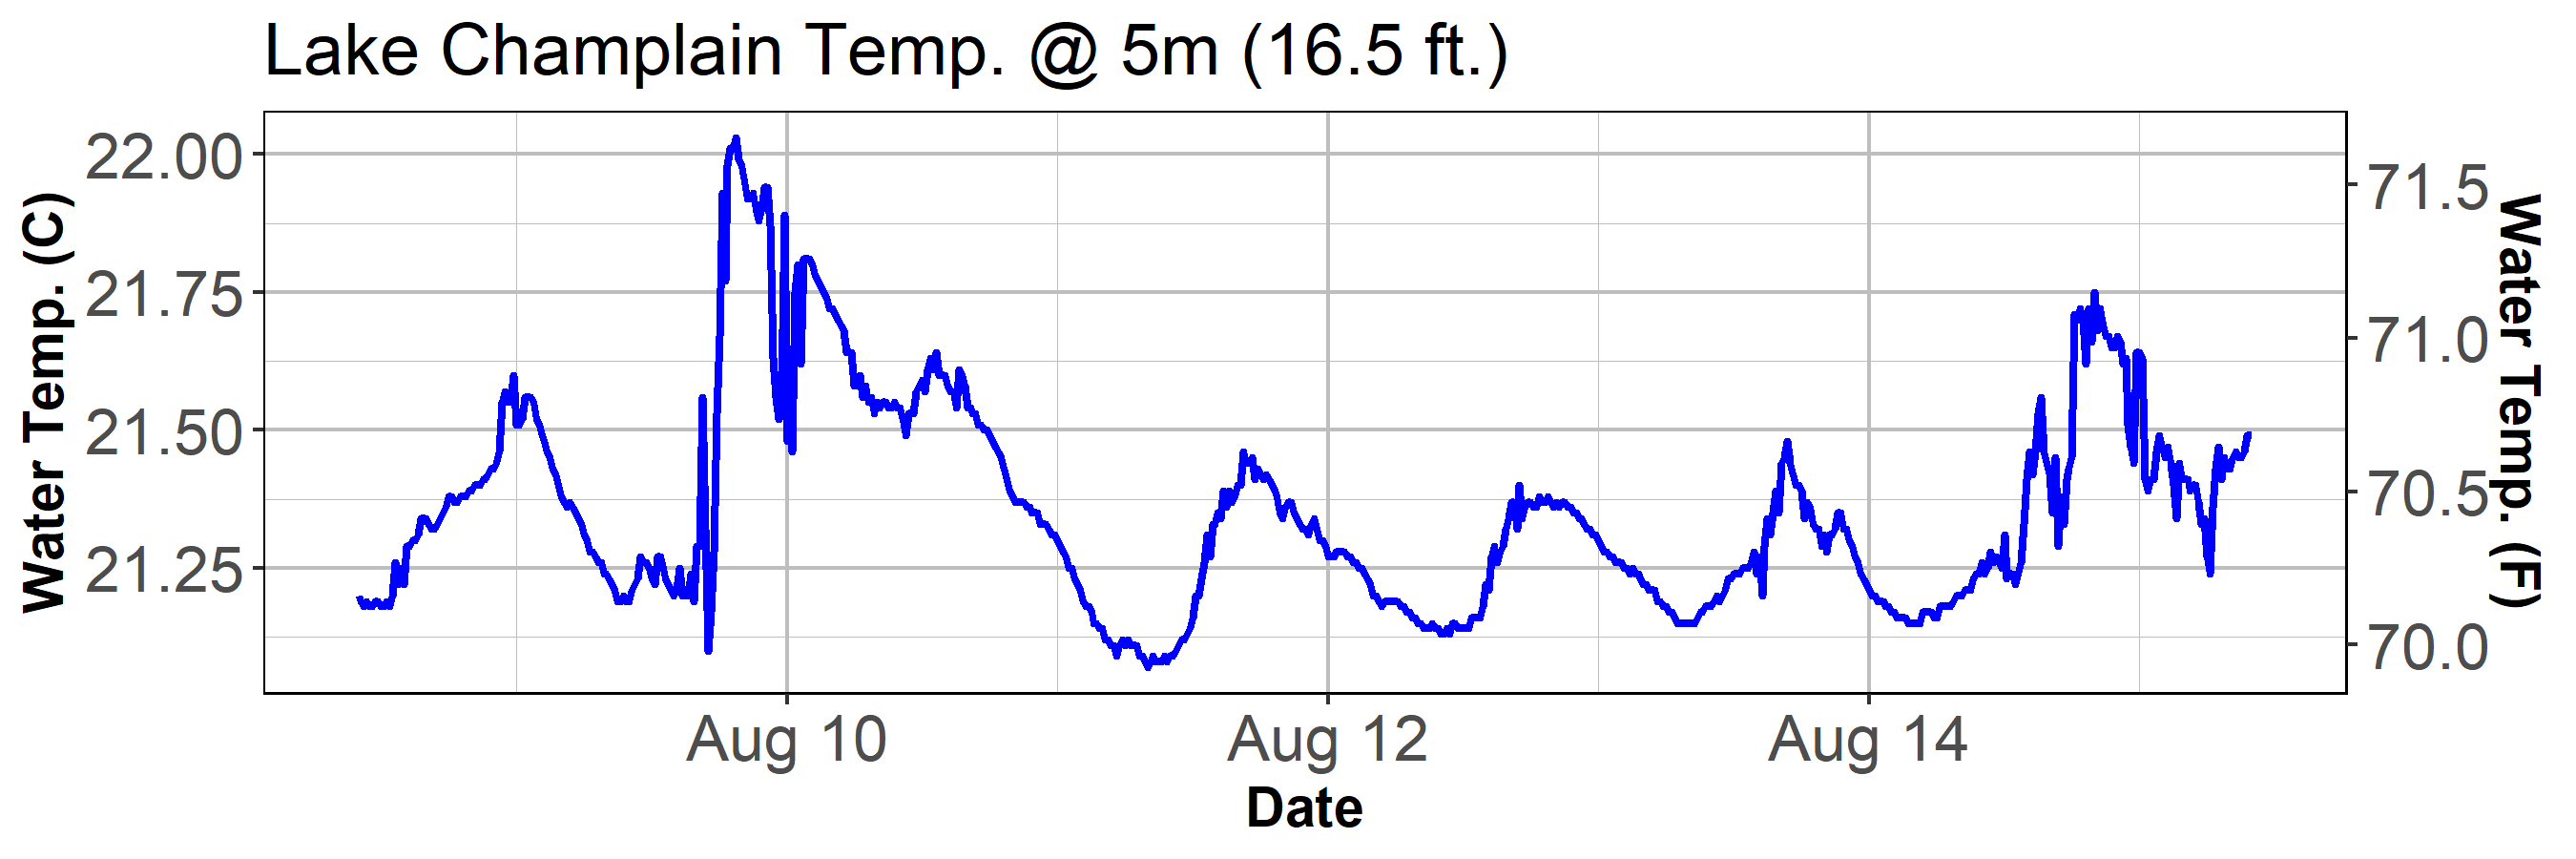 Lake Champlain Temp. @ 5m (16.5 ft.)
Water Temp. (C)
22.00
21.75
21.50
21.25
71.5
71.0
70.5
70.0
Water Temp. (F)
Aug 10
Aug 12
Aug 14
Date